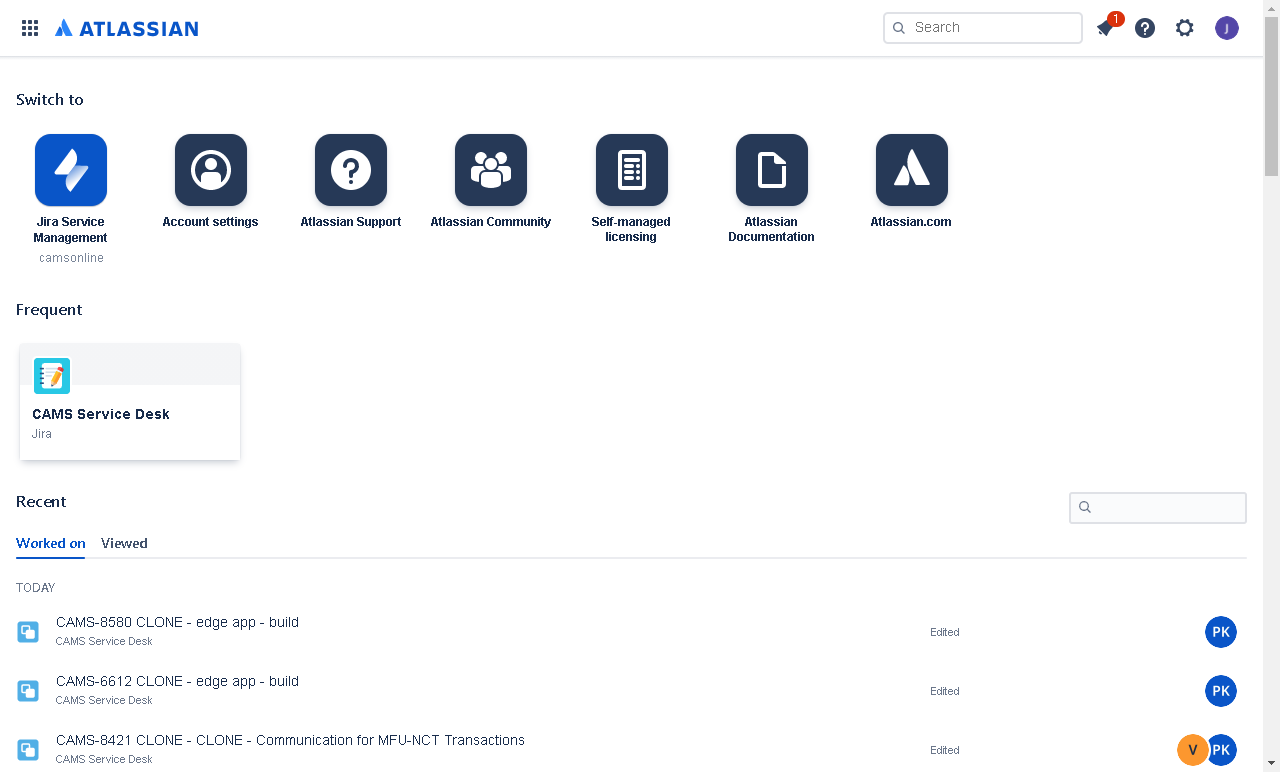 ATLASSIAN
Search
1
J
Switch to
Jira Service
Management
camsonline
Account settings
Atlassian Support
Atlassian Community
Self-managed
licensing
Atlassian
Documentation
Atlassian.com
Frequent
CAMS Service Desk
Jira
Recent
Worked on
Viewed
TODAY
CAMS-8580 CLONE - edge app - build
CAMS Service Desk
Edited
PK
CAMS-6612 CLONE - edge app - build
CAMS Service Desk
Edited
PK
CAMS-8421 CLONE - CLONE - Communication for MFU-NCT Transactions
CAMS Service Desk
Edited
V
PK